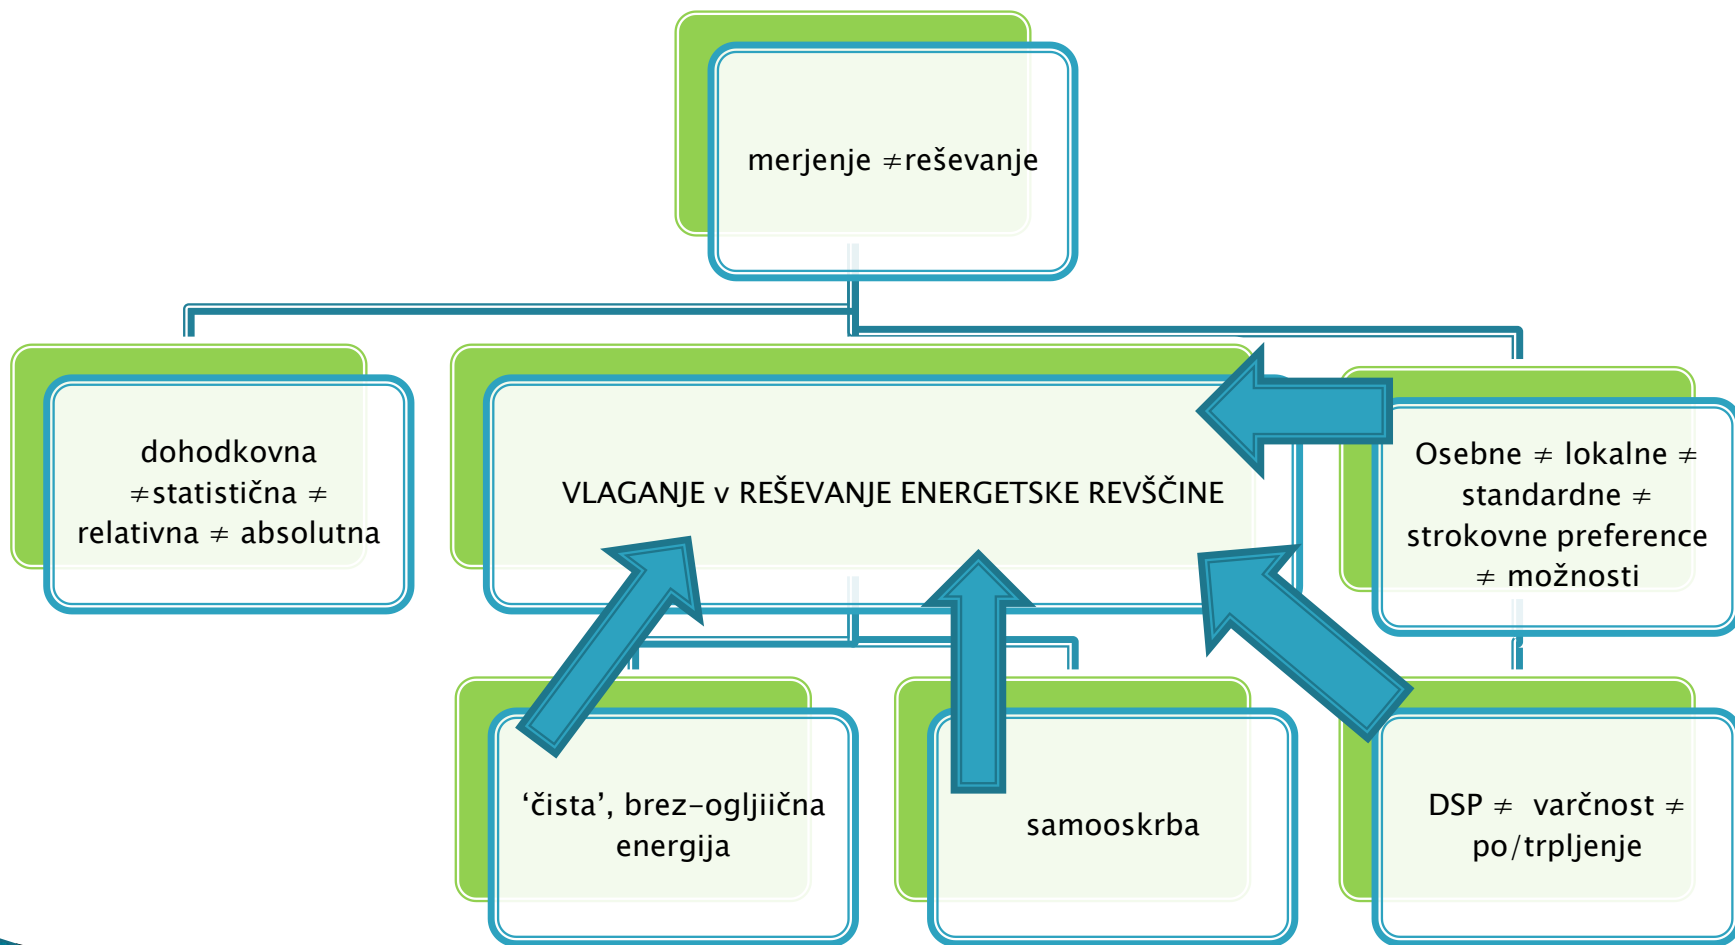 merjenje ≠reševanje
dohodkovna
≠statistična ≠
relativna ≠ absolutna
VLAGANJE v REŠEVANJE ENERGETSKE REVŠČINE
Osebne ≠ lokalne ≠
standardne ≠
strokovne preference
≠ možnosti
‘čista’, brez-ogljiična
energija
samooskrba
DSP ≠ varčnost ≠
po/trpljenje